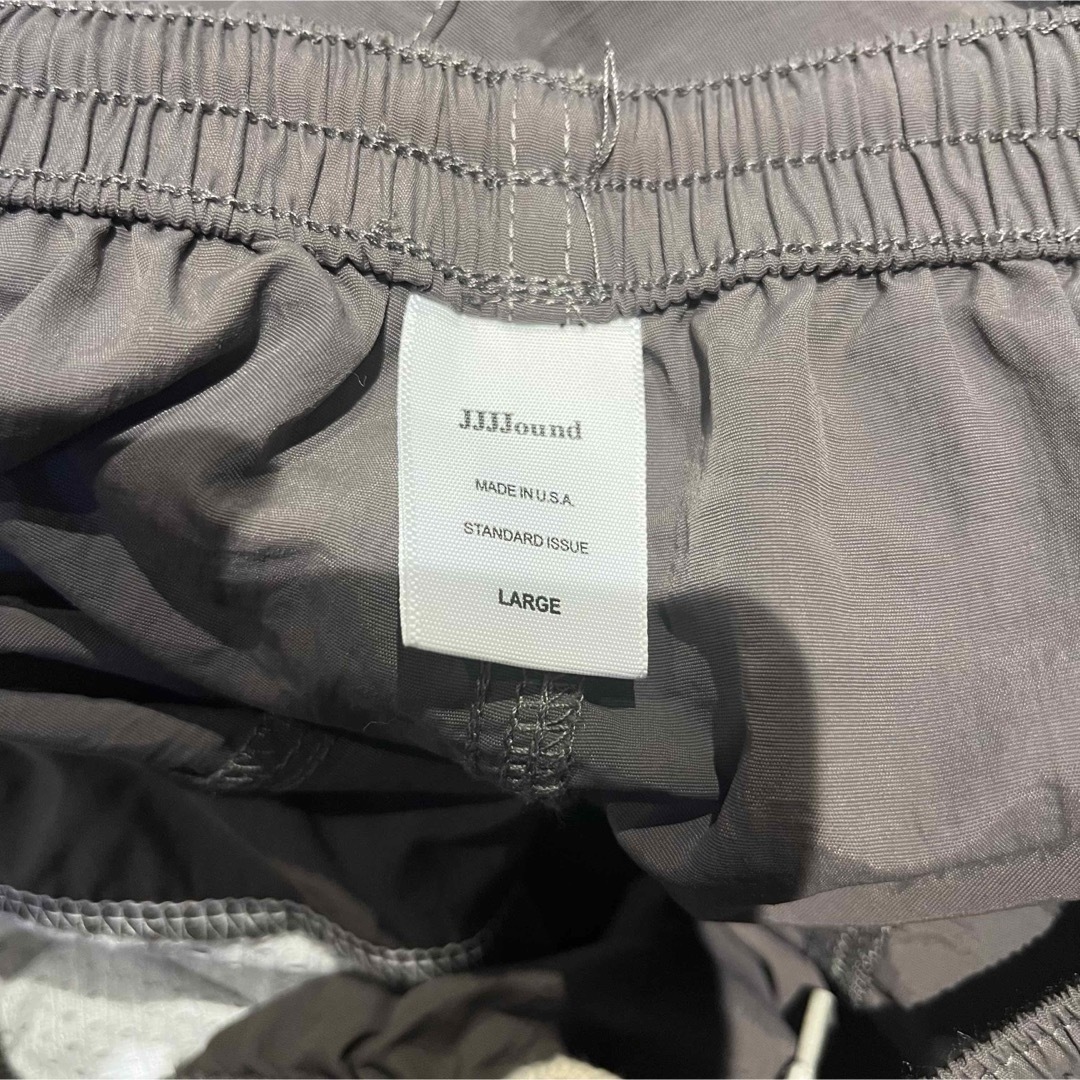 JJJJound
MADE IN U.S.A.
STANDARD ISSUE
LARGE